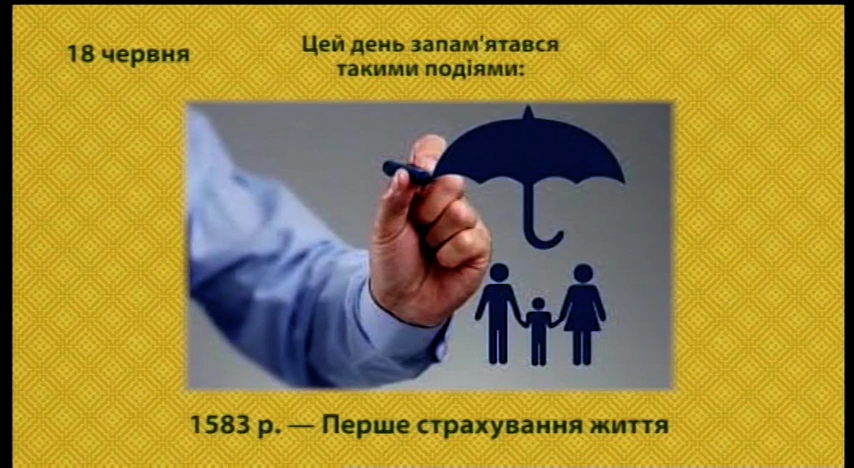 18 червня
Цей день запам'ятався
такими подіями:
1583 р. — Перше страхування життя